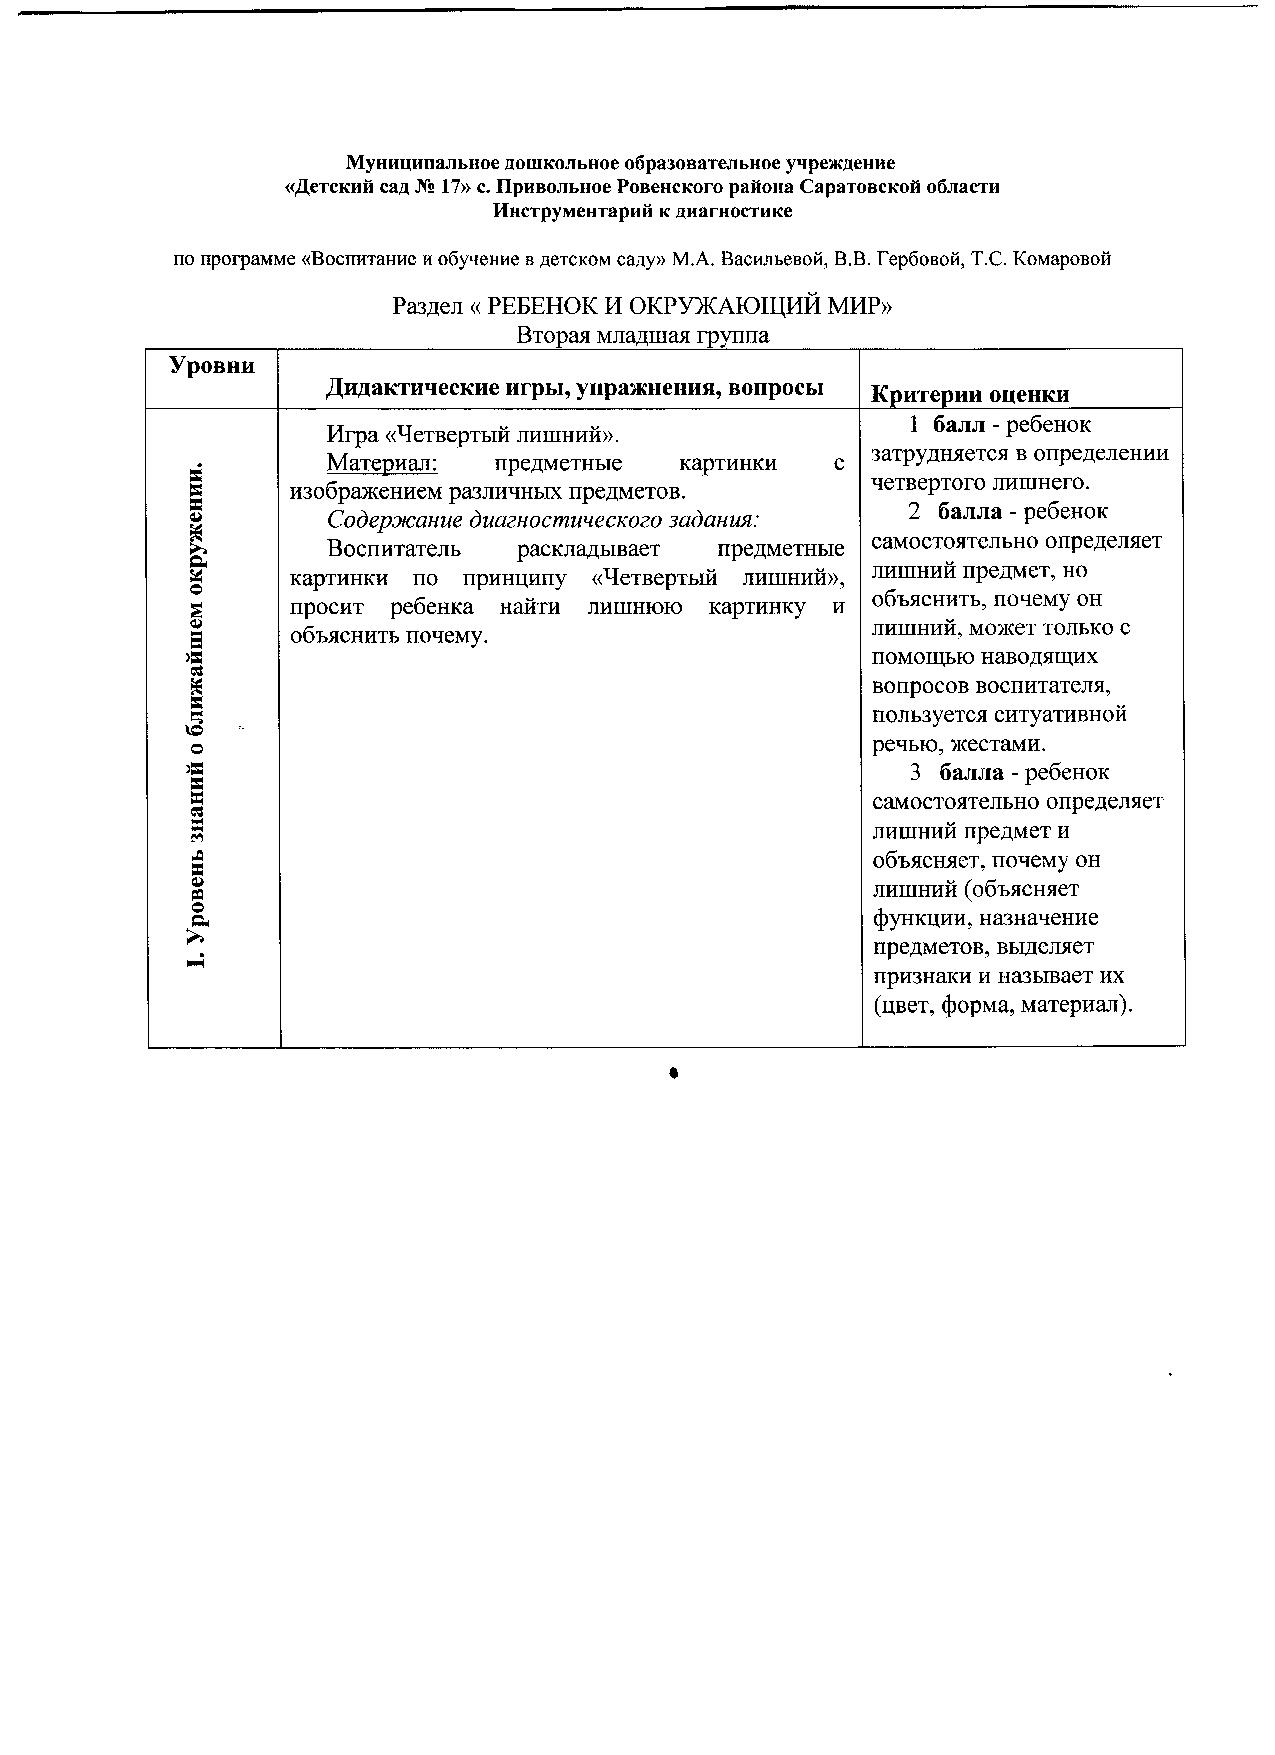 Муниципальное дошкольное образовательное учреждение
«Детский сад № 17» с. Привольное Ровенского района Саратовской области
Инструментарий к диагностике
по программе «Воспитание и обучение в детском саду» М.А. Васильевой, В.В. Гербовой, Т.С. Комаровой
Раздел « РЕБЕНОК И ОКРУЖАЮЩИЙ МИР»
Вторая младшая группа
Уровни
Дидактические игры, упражнения, вопросы
Критерии оценки
I. Уровень знаний о ближайшем окружении.
Игра «Четвертый лишний».
Материал: предметные картинки с
изображением различных предметов.
Содержание диагностического задания:
Воспитатель раскладывает предметные
картинки по принципу «Четвертый лишний»,
просит ребенка найти лишнюю картинку и
объяснить почему.
1 балл - ребенок
затрудняется в определении
четвертого лишнего.
2 балла - ребенок
самостоятельно определяет
лишний предмет, но
объяснить, почему он
лишний, может только с
помощью наводящих
вопросов воспитателя,
пользуется ситуативной
речью, жестами.
3 балла - ребенок
самостоятельно определяет
лишний предмет и
объясняет, почему он
лишний (объясняет
функции, назначение
предметов, выделяет
признаки и называет их
(цвет, форма, материал).